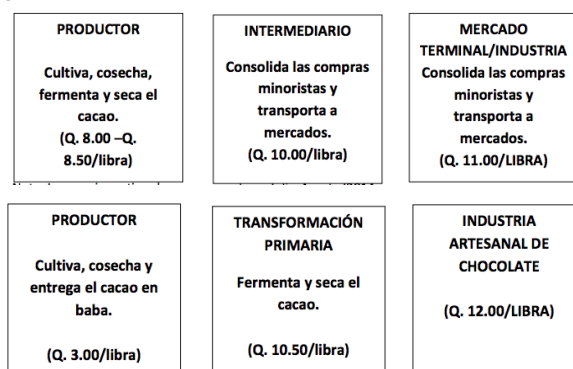 PRODUCTOR
Cultiva, cosecha,
fermenta y seca el
cacao.
(Q. 8.00 –Q.
8.50/libra)
INTERMEDIARIO
Consolida las compras
minoristas y
transporta a
mercados.
(Q. 10.00/libra)
MERCADO
TERMINAL/INDUSTRIA
Consolida las compras
minoristas y
transporta a
mercados.
(Q. 11.00/LIBRA)
PRODUCTOR
Cultiva, cosecha y
entrega el cacao en
baba.
(Q. 3.00/libra)
TRANSFORMACIÓN
PRIMARIA
Fermenta y seca el
cacao.
(Q. 10.50/libra)
INDUSTRIA
ARTESANAL DE
CHOCOLATE
(Q. 12.00/LIBRA)